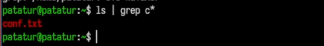 patatur@patatur:~$ ls | grep c*
conf.txt
patatur@patatur:~$